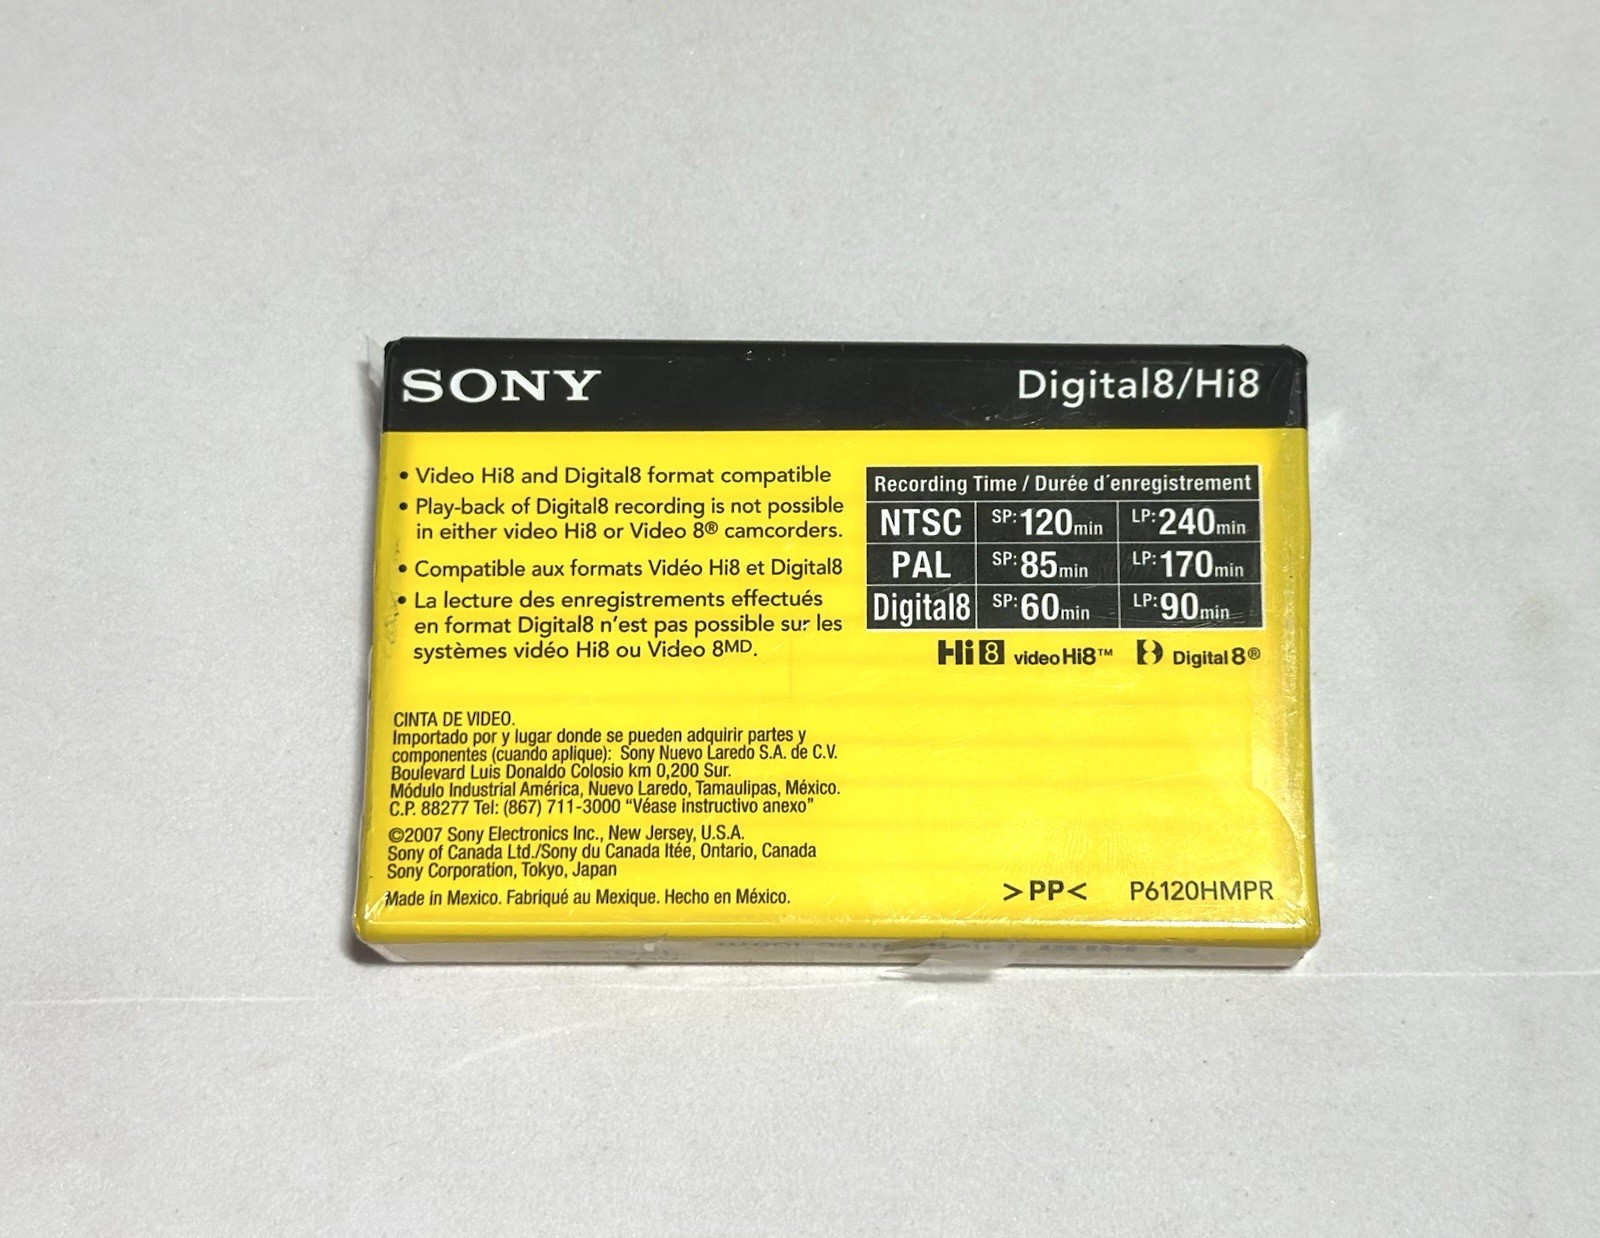 SONY
Digital8/Hi8
• Video Hi8 and Digital8 format compatible
• Play-back of Digital8 recording is not possible
in either video Hi8 or Video 8® camcorders.
• Compatible aux formats Vidéo Hi8 et Digital8
• La lecture des enregistrements effectués
en format Digital8 n'est pas possible sur les
systèmes vidéo Hi8 ou Video 8MD.
Recording Time / Durée d´enregistrement
NTSC SP: 120min LP: 240min
PAL SP: 85min LP: 170min
Digital8 SP: 60min LP: 90min
Hi8 video Hi8™ Digital 8®
CINTA DE VIDEO.
Importado por y lugar donde se pueden adquirir partes y
componentes (cuando aplique): Sony Nuevo Laredo S.A. de C.V.
Boulevard Luis Donaldo Colosio km 0,200 Sur.
Módulo Industrial América, Nuevo Laredo, Tamaulipas, México.
C.P. 88277 Tel: (867) 711-3000 "Véase instructivo anexo"
©2007 Sony Electronics Inc., New Jersey, U.S.A.
Sony of Canada Ltd./Sony du Canada ltée, Ontario, Canada
Sony Corporation, Tokyo, Japan
Made in Mexico. Fabriqué au Mexique. Hecho en México.
>PP< P6120HMPR